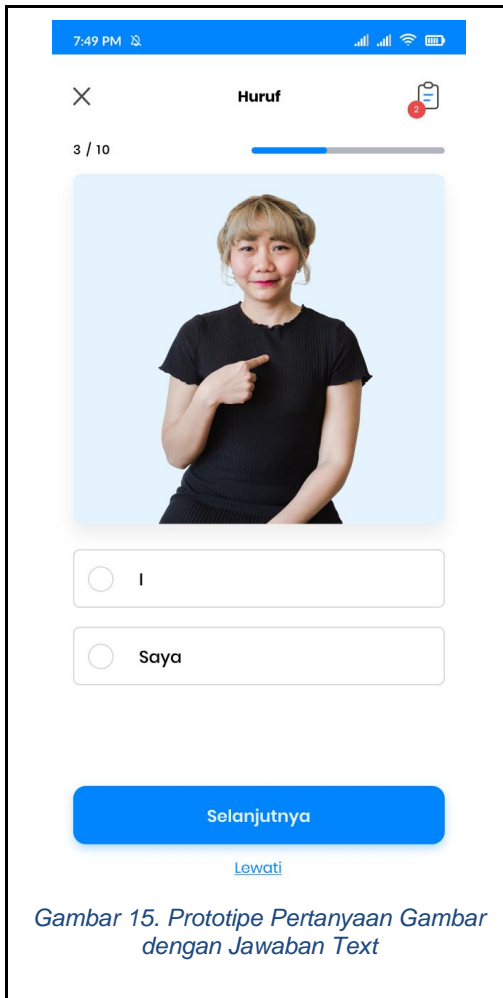 7:49 PM
Huruf
2
3 / 10
I
Saya
Selanjutnya
Lewati
Gambar 15. Prototipe Pertanyaan Gambar
dengan Jawaban Text